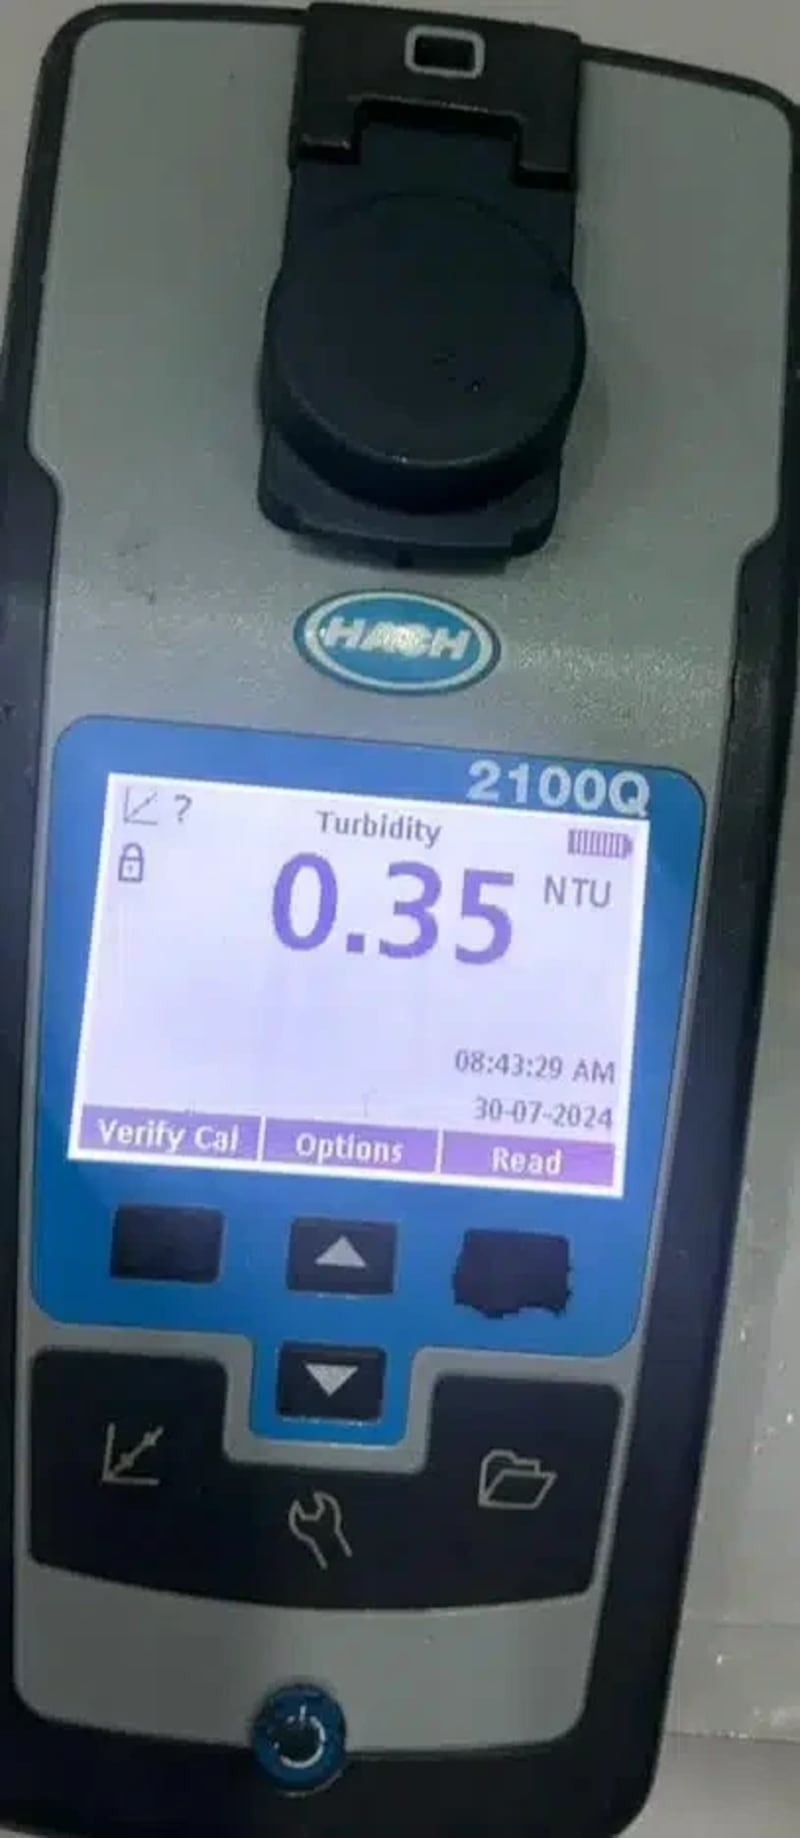 HACH
2100Q
?
Turbidity
0.35 NTU
08:43:29 AM
30-07-2024
Verify Cal Options Read